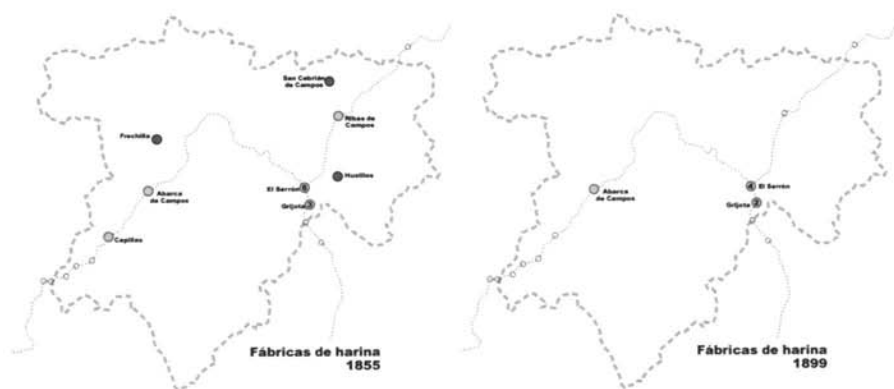 San Cebrián
de Campos
Ribas de
Campos
Frechilla
Husillos
El Serrón
Abarca
de Campos
Grijota
Capillas
Fábricas de harina
1855
4
El Serrón
Abarca
de Campos
Grijota
Fábricas de harina
1899